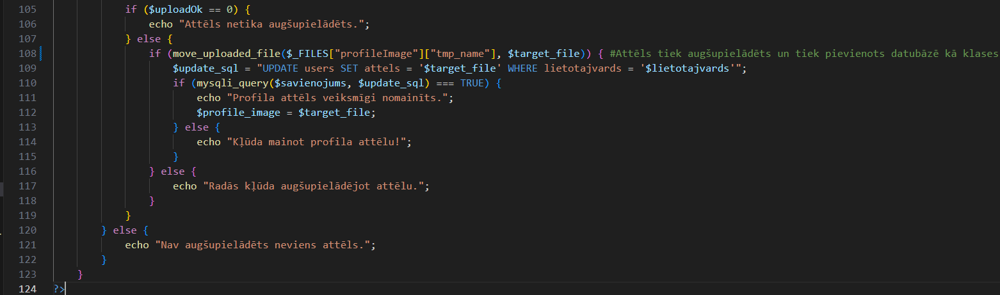 105 if ($uploadOk == 0) {
106 echo "Attēls netika augšupielādēts.";
107 } else {
108 if (move_uploaded_file($_FILES["profileImage"]["tmp_name"], $target_file)) { #Attēls tiek augšupielādēts un tiek pievienots datubāzē kā klases
109 $update_sql = "UPDATE users SET attels = '$target_file' WHERE lietotajvards = '$lietotajvards'";
110 if (mysqli_query($savienojums, $update_sql) === TRUE) {
111 echo "Profila attēls veiksmīgi nomainīts.";
112 $profile_image = $target_file;
113 } else {
114 echo "Kļūda mainot profila attēlu!";
115 }
116 } else {
117 echo "Radās kļūda augšupielādējot attēlu.";
118 }
119 }
120 } else {
121 echo "Nav augšupielādēts neviens attēls.";
122 }
123 }
124 ?>